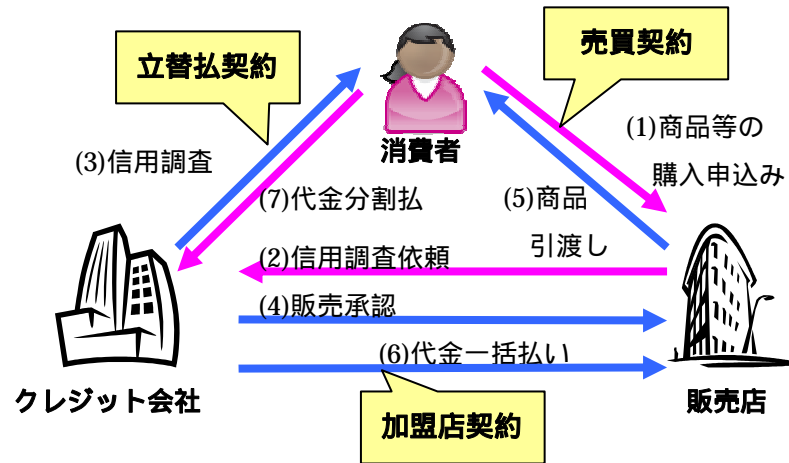 売買契約
立替払契約
消費者
(1)商品等の
購入申込み
(3)信用調査
(7)代金分割払
(5)商品
引渡し
(2)信用調査依頼
(4)販売承認
(6)代金一括払い
クレジット会社
販売店
加盟店契約